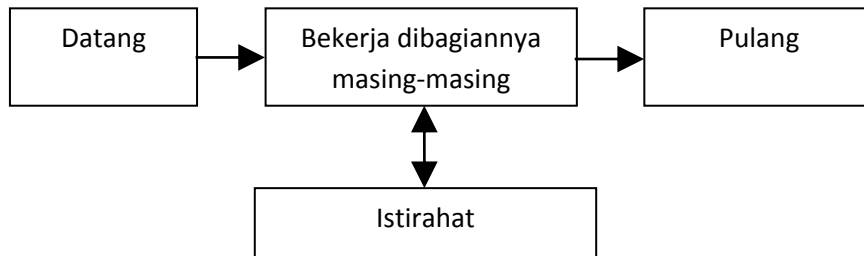 Datang
Bekerja dibagiannya
masing-masing
Pulang
Istirahat